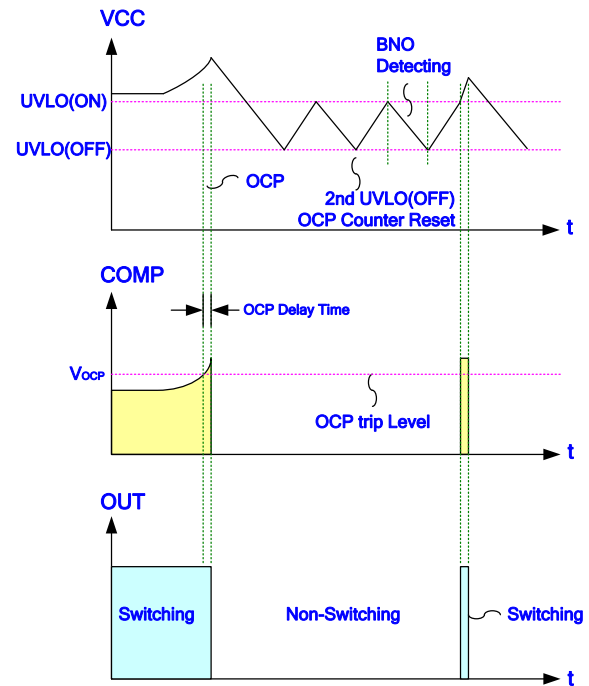 VCC
BNO
Detecting
UVLO(ON)
UVLO(OFF)
OCP
2nd UVLO(OFF)
OCP Counter Reset
t
COMP
OCP Delay Time
VOCP
OCP trip Level
t
OUT
Switching
Non-Switching
Switching
t